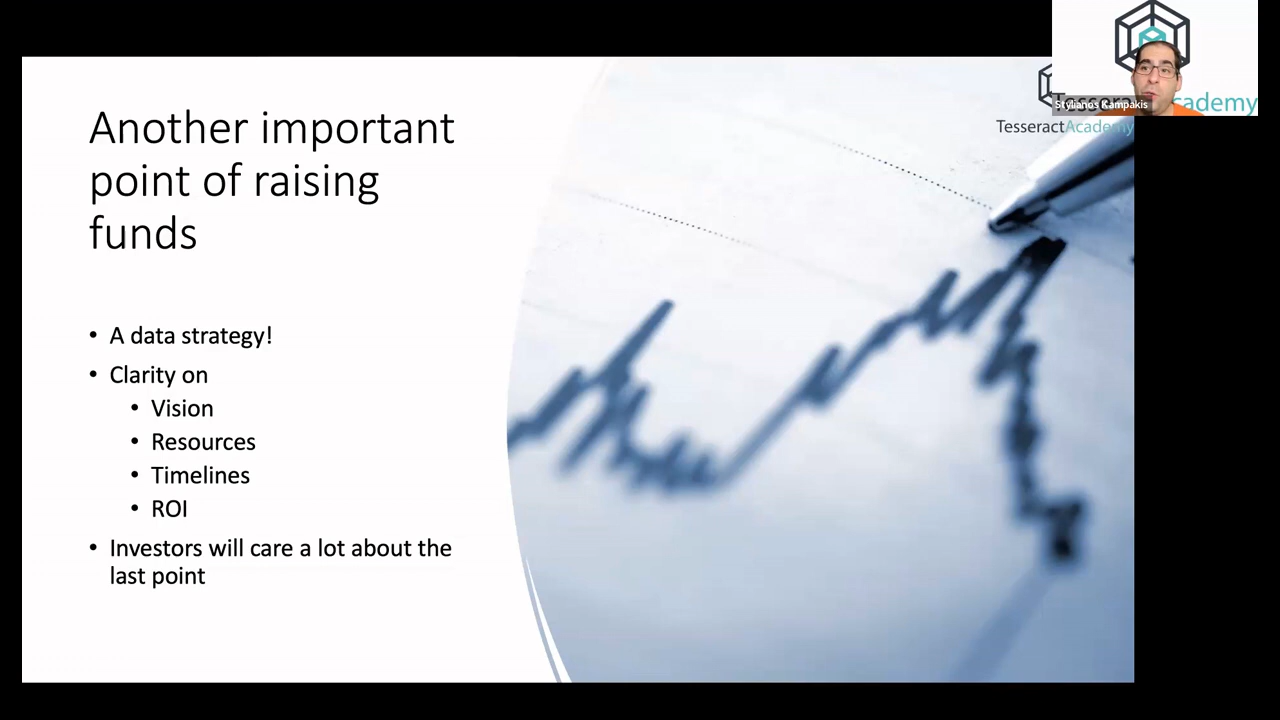 Another important
point of raising
funds
• A data strategy!
• Clarity on
• Vision
• Resources
• Timelines
• ROI
• Investors will care a lot about the
last point
Stylianos Kampakis
cademy
TesseractAcademy